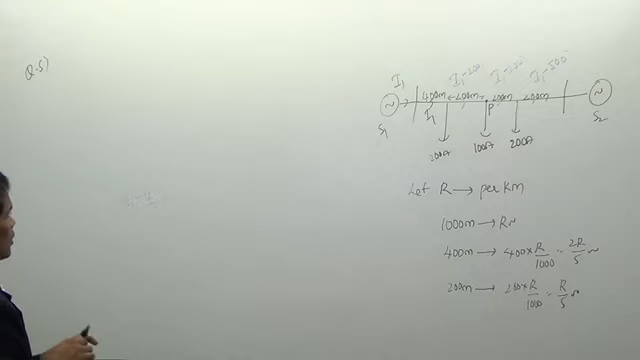 Q.5)
I₁
I₁-200
I₁-300
I₁-500
400m
200m
200m
I₁
P
S₁
S₂
200A
100A
200A
Let R → per KM
1000m → R~
400m → 400×R/1000 = 2R/5 ~
200m → 200×R/1000 = R/5 ~